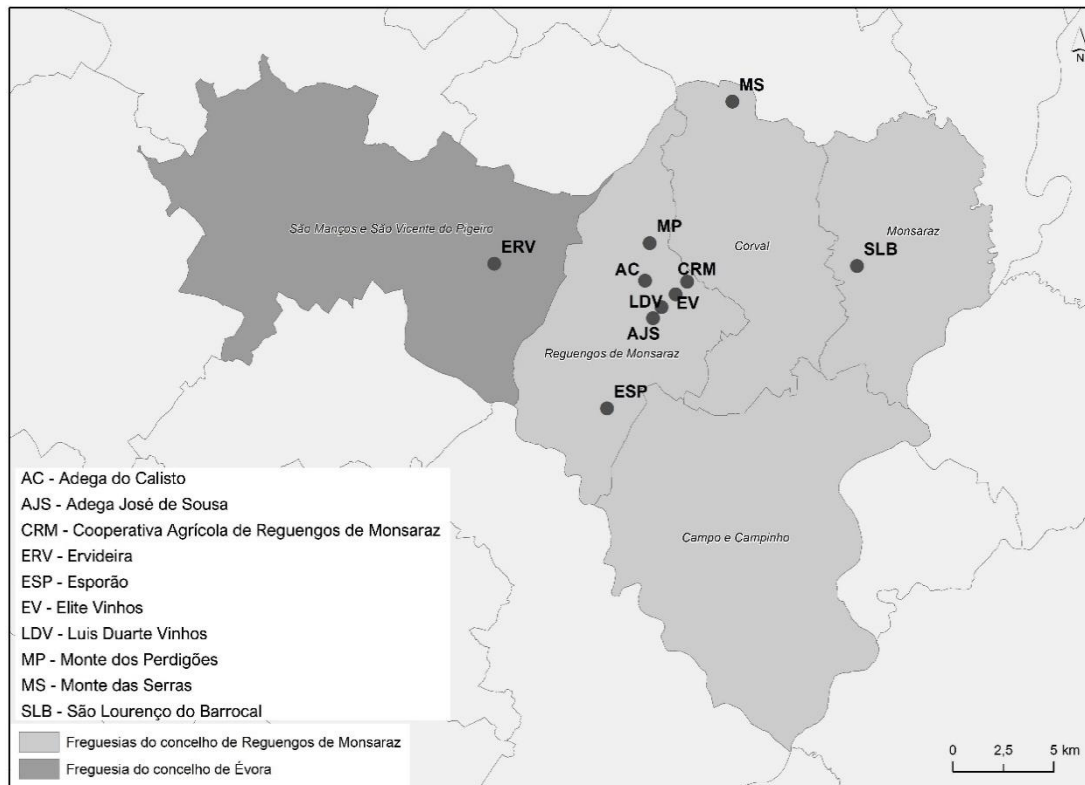 N
MS
São Manços e São Vicente do Pigeiro
Monsaraz
MP
Corval
ERV
SLB
AC
CRM
LDV
EV
AJS
Reguengos de Monsaraz
ESP
Campo e Campinho
AC - Adega do Calisto
AJS - Adega José de Sousa
CRM - Cooperativa Agrícola de Reguengos de Monsaraz
ERV - Ervideira
ESP - Esporão
EV - Elite Vinhos
LDV - Luis Duarte Vinhos
MP - Monte dos Perdigões
MS - Monte das Serras
SLB - São Lourenço do Barrocal
Freguesias do concelho de Reguengos de Monsaraz
Freguesia do concelho de Évora
0 2,5 5 km